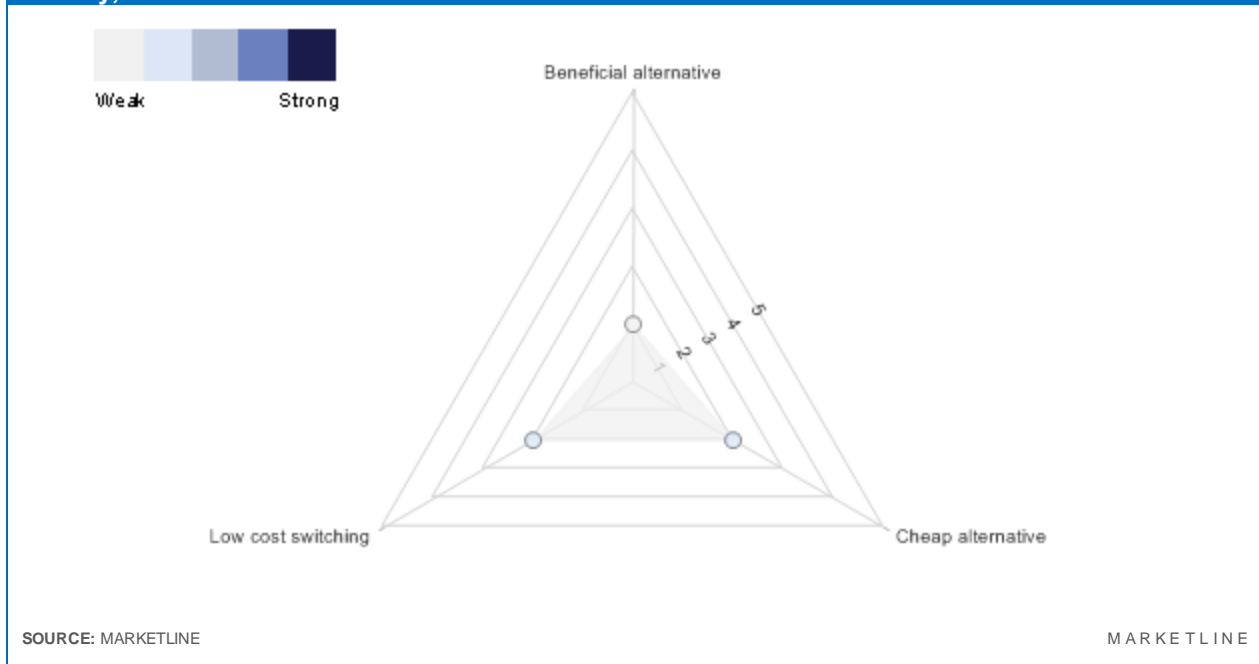 Weak
Strong
Beneficial alternative
5
4
3
2
1
Low cost switching
Cheap alternative
SOURCE: MARKETLINE
MARKETLINE